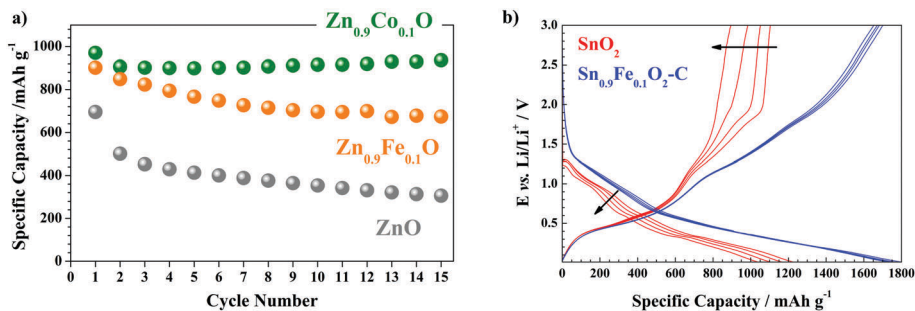 a)
Zn0.9Co0.1O
Zn0.9Fe0.1O
ZnO
Specific Capacity /mAh g-1
1000
800
600
400
200
0
0 1 2 3 4 5 6 7 8 9 10 11 12 13 14 15
Cycle Number
b)
SnO2
Sn0.9Fe0.1O2-C
E vs. Li/Li+ / V
3.0
2.5
2.0
1.5
1.0
0.5
0 200 400 600 800 1000 1200 1400 1600 1800
Specific Capacity / mAh g-1